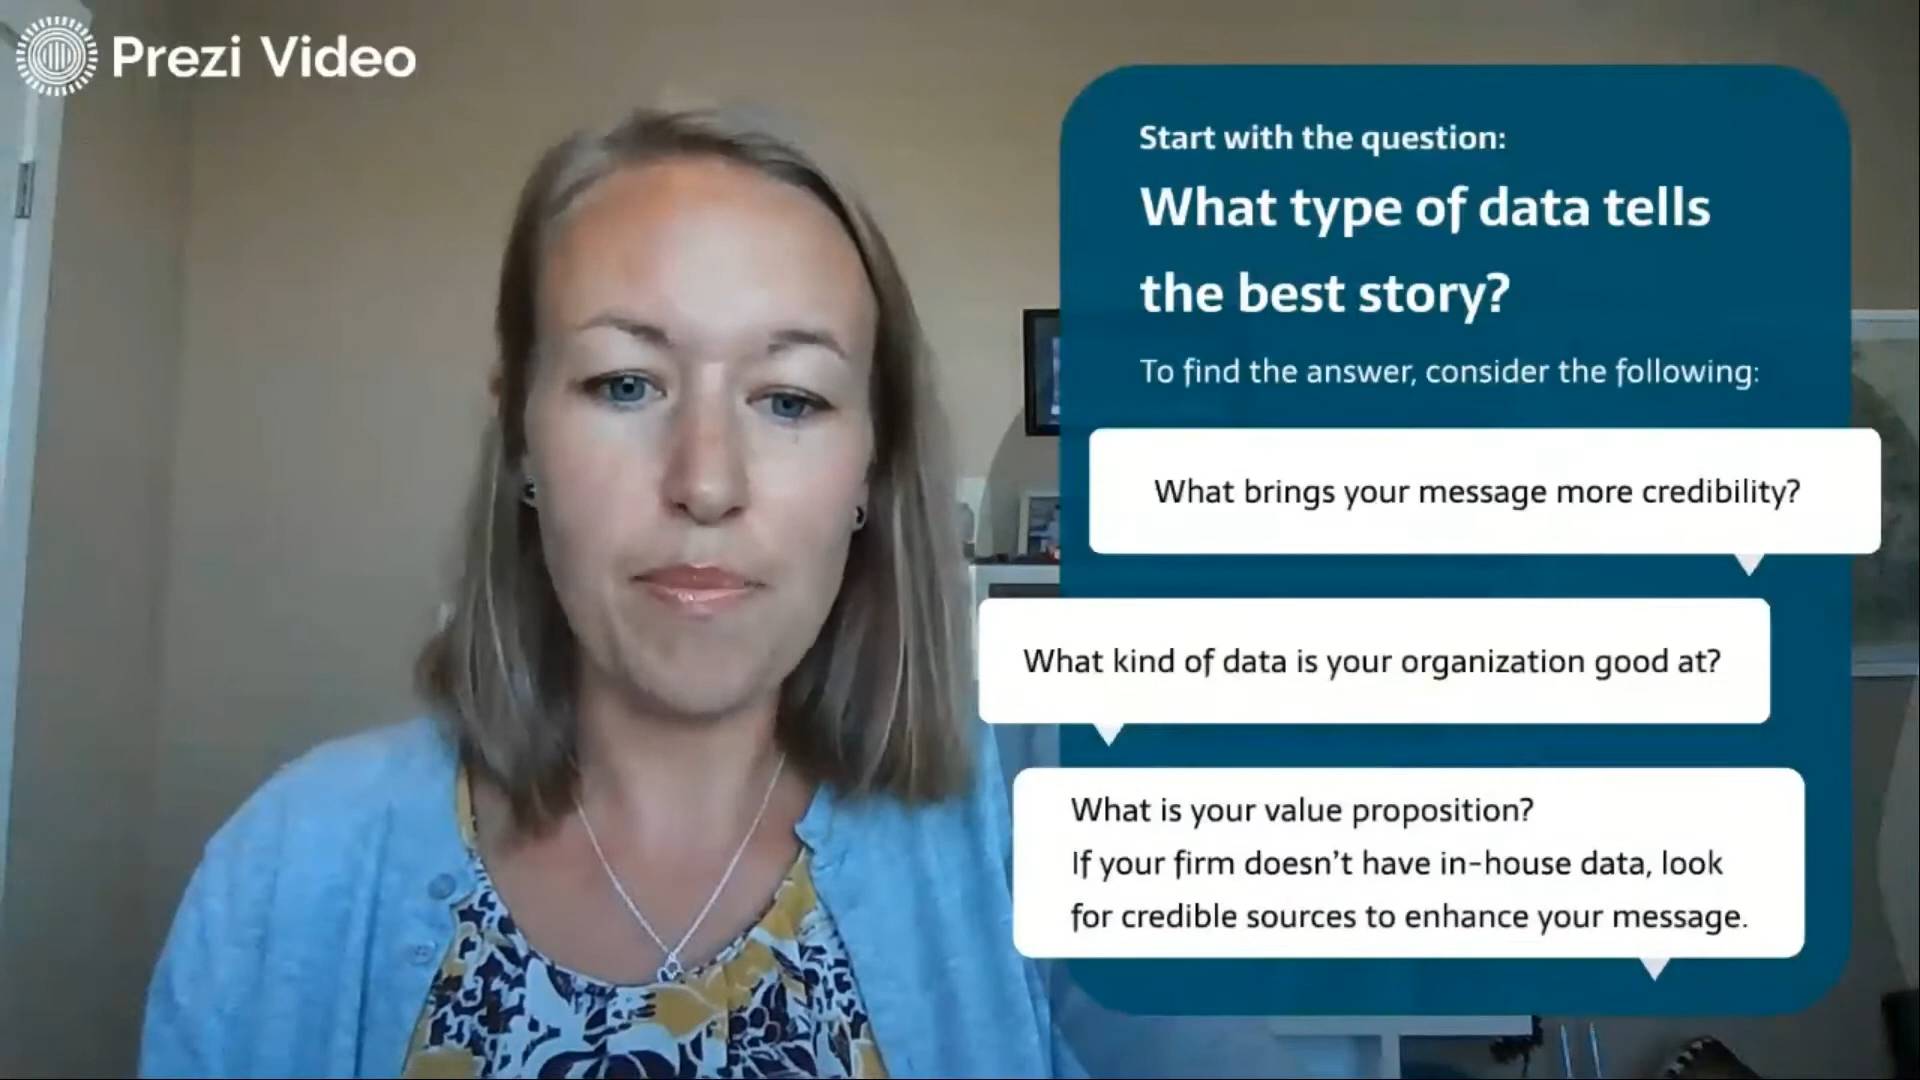 Prezi Video
Start with the question:
What type of data tells
the best story?
To find the answer, consider the following:
What brings your message more credibility?
What kind of data is your organization good at?
What is your value proposition?
If your firm doesn't have in-house data, look
for credible sources to enhance your message.